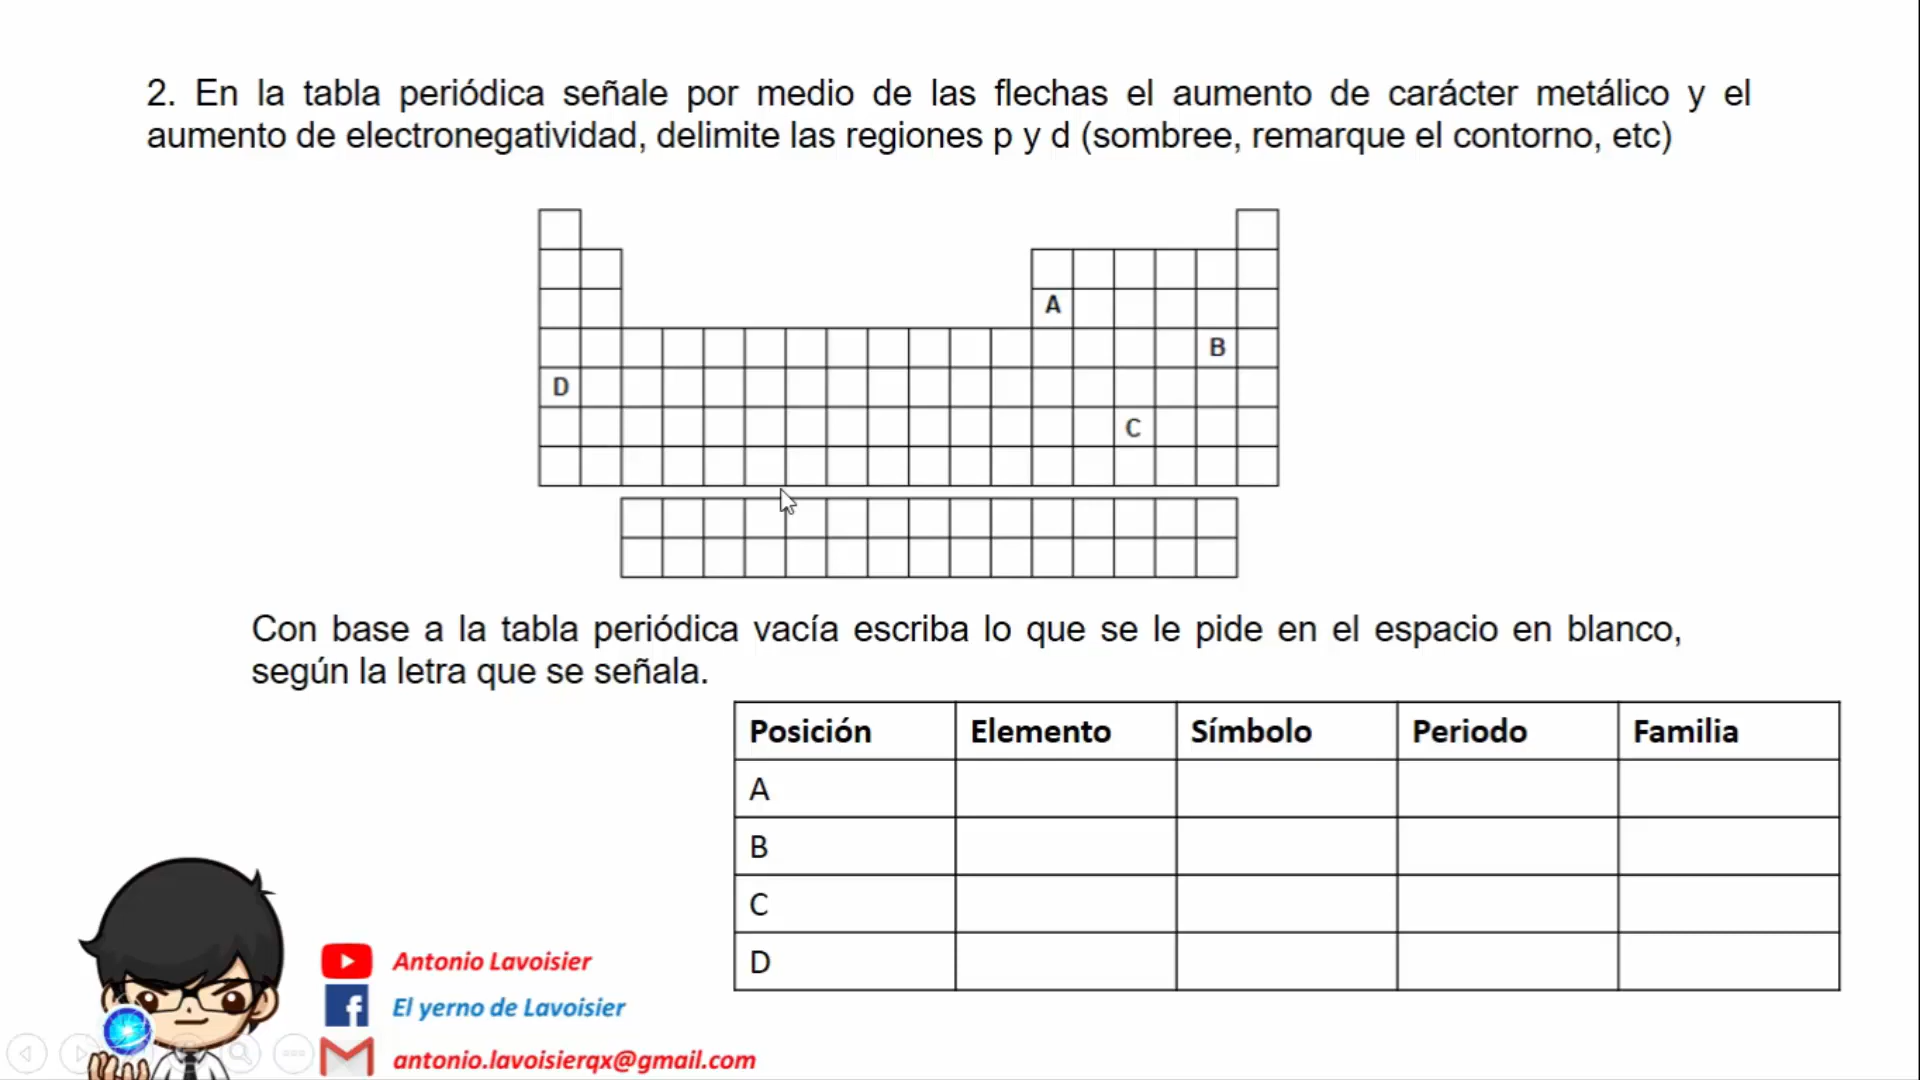 2. En la tabla periódica señale por medio de las flechas el aumento de carácter metálico y el
aumento de electronegatividad, delimite las regiones p y d (sombree, remarque el contorno, etc)
A
B
D
C
Con base a la tabla periódica vacía escriba lo que se le pide en el espacio en blanco,
según la letra que se señala.
Posición Elemento Símbolo Periodo Familia
A
B
C
D
Antonio Lavoisier
El yerno de Lavoisier
antonio.lavoisierqx@gmail.com